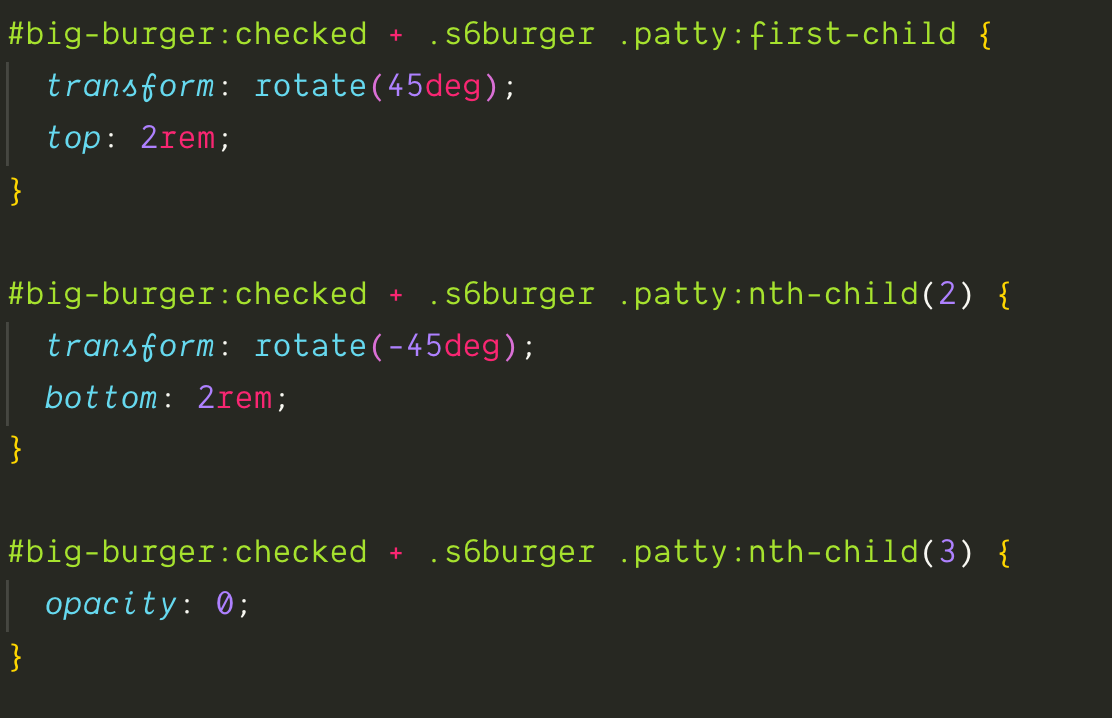 #big-burger:checked + .s6burger .patty:first-child {
  transform: rotate(45deg);
  top: 2rem;
}

#big-burger:checked + .s6burger .patty:nth-child(2) {
  transform: rotate(-45deg);
  bottom: 2rem;
}

#big-burger:checked + .s6burger .patty:nth-child(3) {
  opacity: 0;
}